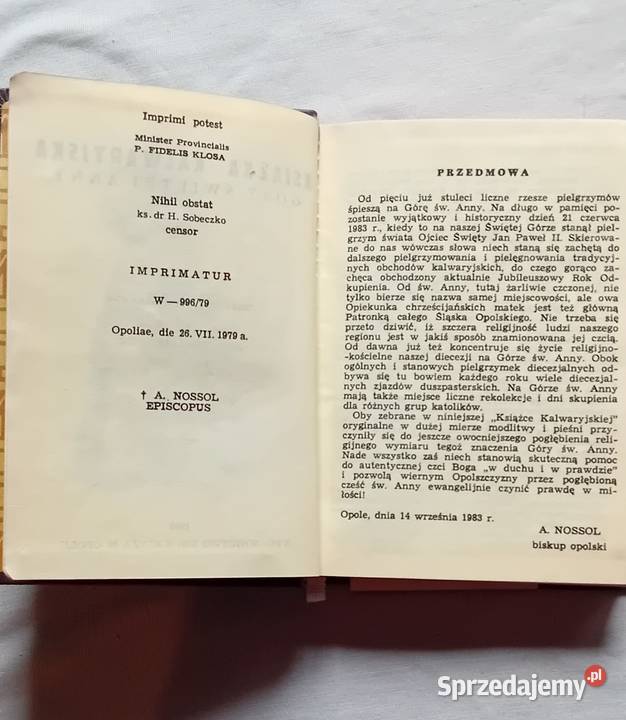 Imprimi potest
Minister Provincialis
P. FIDELIS KLOSA
Nihil obstat
ks. dr H. Sobeczko
censor
IMPRIMATUR
W — 996/79
Opoliae, die 26. VII. 1979 a.
† A. NOSSOL
EPISCOPUS
PRZEDMOWA
Od pięciu już stuleci liczne rzesze pielgrzymów
śpieszą na Górę św. Anny. Na długo w pamięci po-
zostanie wyjątkowy i historyczny dzień 21 czerwca
1983 r., kiedy to na naszej Świętej Górze stanął piel-
grzym świata Ojciec Święty Jan Paweł II. Skierowa-
ne do nas wówczas słowa niech staną się zachętą do
dalszego pielgrzymowania i pielęgnowania tradycyj-
nych obchodów kalwaryjskich, do czego gorąco za-
chęca obchodzony aktualnie Jubileuszowy Rok Od-
kupienia. Od św. Anny, tutaj żarliwie czczonej, nie
tylko bierze się nazwa samej miejscowości, ale owa
Opiekunka chrześcijańskich matek jest też główną
Patronką całego Śląska Opolskiego. Nie trzeba się
przeto dziwić, iż szczera religijność ludzi naszego
regionu jest w jakiś sposób znamionowana jej czcią.
Od dawna już też koncentruje się życie religijno-
-kościelne naszej diecezji na Górze św. Anny. Obok
ogólnych i stanowych pielgrzymek diecezjalnych od-
bywa się tu bowiem każdego roku wiele diecezjal-
nych zjazdów duszpasterskich. Na Górze św. Anny
mają także miejsce liczne rekolekcje i dni skupienia
dla różnych grup katolików.
Oby zebrane w niniejszej „Książce Kalwaryjskiej"
oryginalne w dużej mierze modlitwy i pieśni przy-
czyniły się do jeszcze owocniejszego pogłębienia reli-
gijnego wymiaru tegoż znaczenia Góry św. Anny.
Nade wszystko zaś niech stanowią skuteczną pomoc
do autentycznej czci Boga „w duchu i w prawdzie"
i pozwolą wiernym Opolszczyzny przez pogłębioną
cześć św. Anny ewangelijnie czynić prawdę w mi-
łości!
Opole, dnia 14 września 1983 r.
A. NOSSOL
biskup opolski
Sprzedajemy.pl